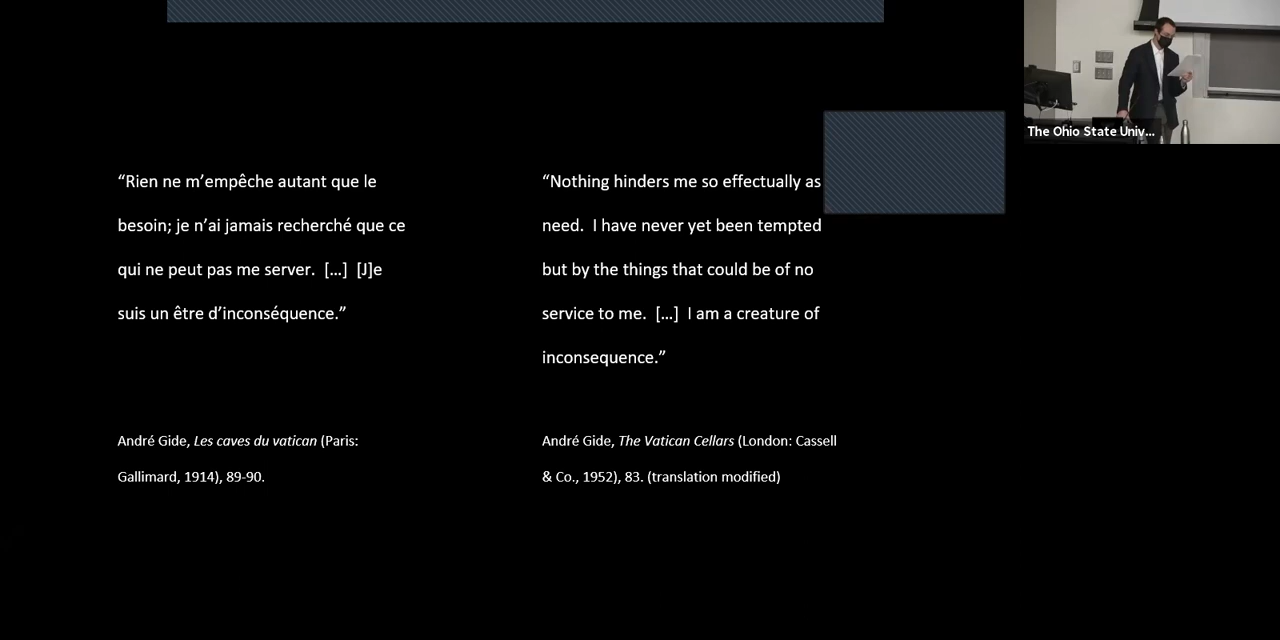 The Ohio State Univ...
“Rien ne m’empêche autant que le
besoin; je n’ai jamais recherché que ce
qui ne peut pas me server.  […]  [J]e
suis un être d’inconséquence.”
André Gide, Les caves du vatican (Paris:
Gallimard, 1914), 89-90.
“Nothing hinders me so effectually as
need.  I have never yet been tempted
but by the things that could be of no
service to me.  […]  I am a creature of
inconsequence.”
André Gide, The Vatican Cellars (London: Cassell
& Co., 1952), 83. (translation modified)